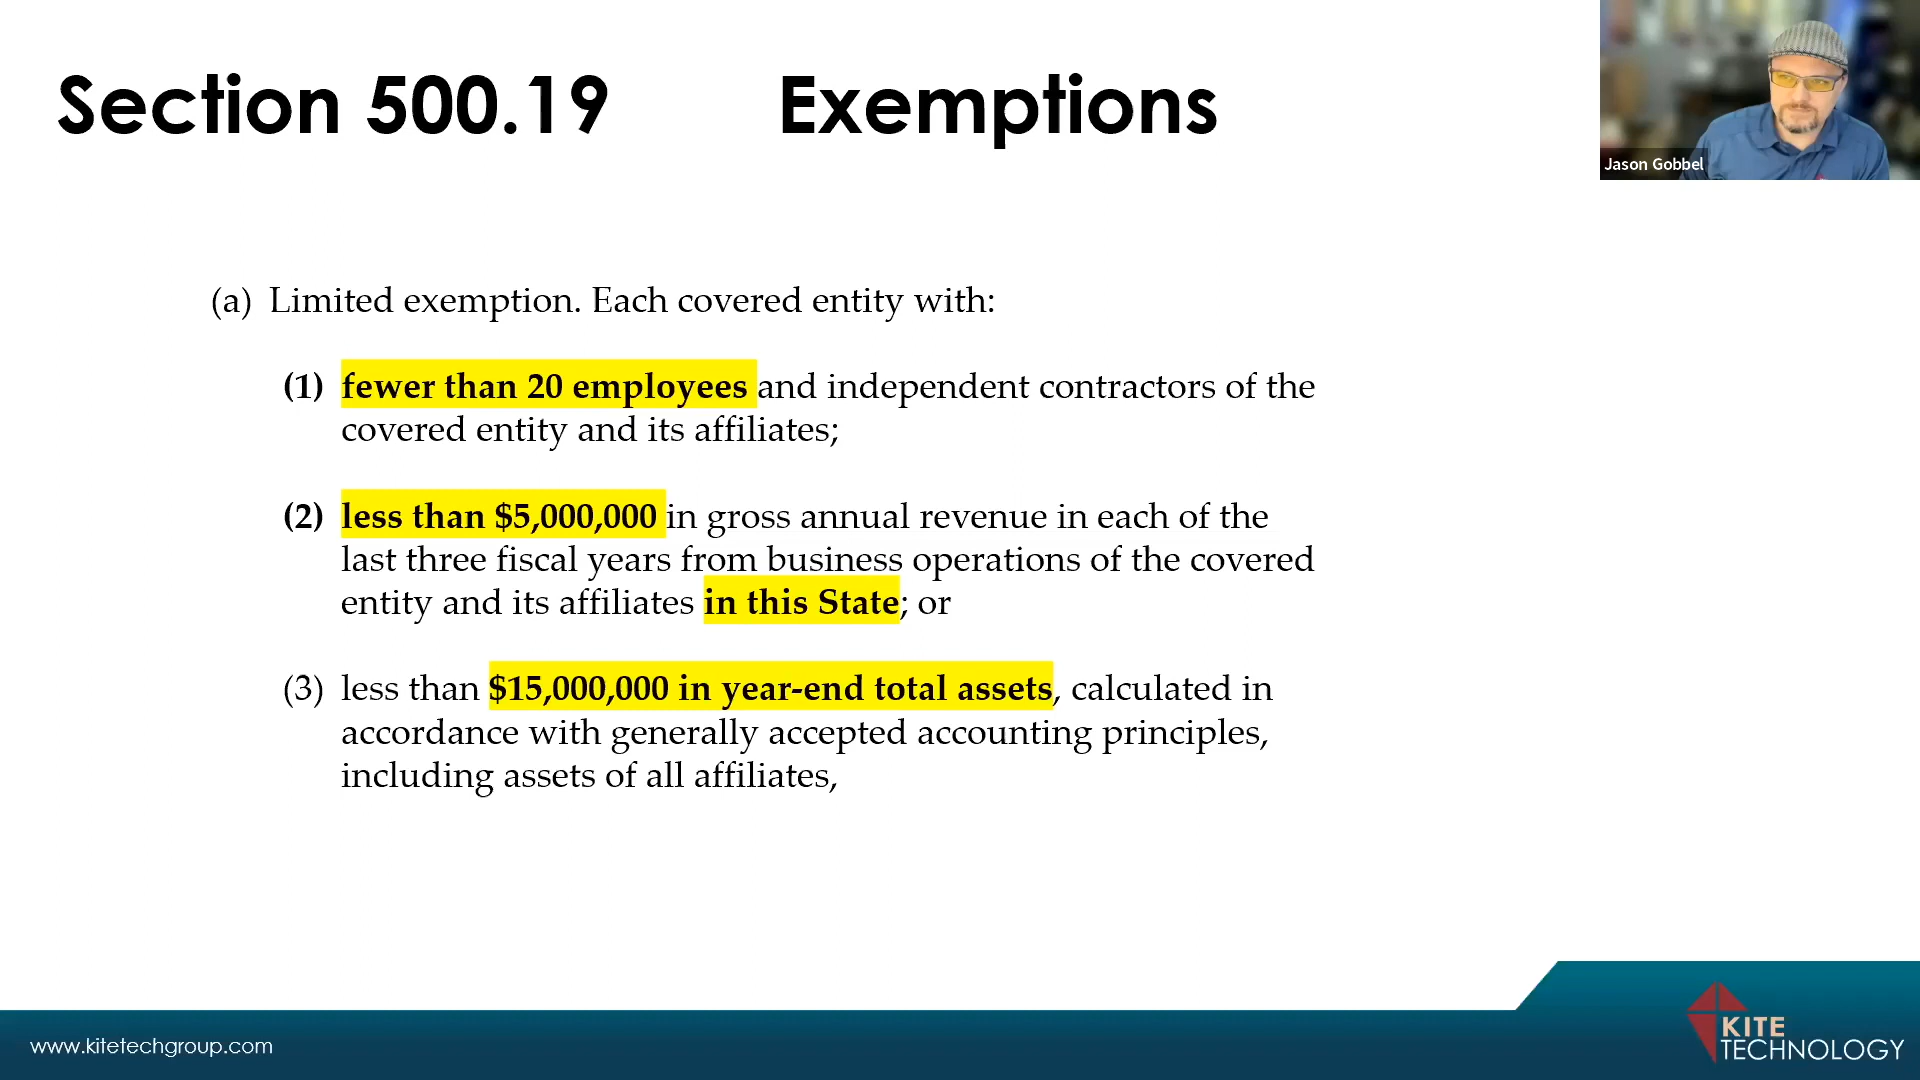 Section 500.19 Exemptions
Jason Gobbel
(a) Limited exemption. Each covered entity with:
(1) fewer than 20 employees and independent contractors of the
covered entity and its affiliates;
(2) less than $5,000,000 in gross annual revenue in each of the
last three fiscal years from business operations of the covered
entity and its affiliates in this State; or
(3) less than $15,000,000 in year-end total assets, calculated in
accordance with generally accepted accounting principles,
including assets of all affiliates,
www.kitetechgroup.com
KITE
TECHNOLOGY